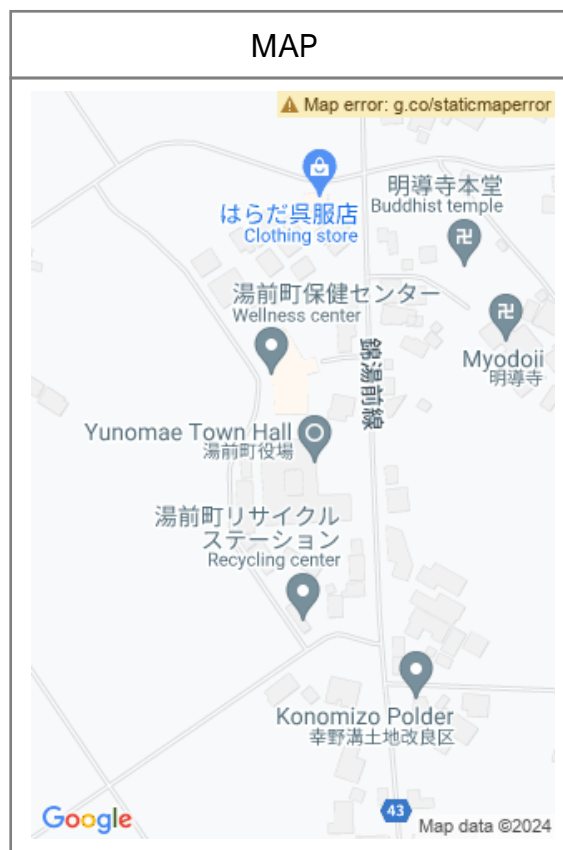 MAP
Map error: g.co/staticmaperror
明導寺本堂
Buddhist temple
はらだ呉服店
Clothing store
湯前町保健センター
Wellness center
Myodoji
明導寺
錦湯前線
Yunomae Town Hall
湯前町役場
湯前町リサイクル
ステーション
Recycling center
Konomizo Polder
幸野溝土地改良区
43
Google
Map data ©2024